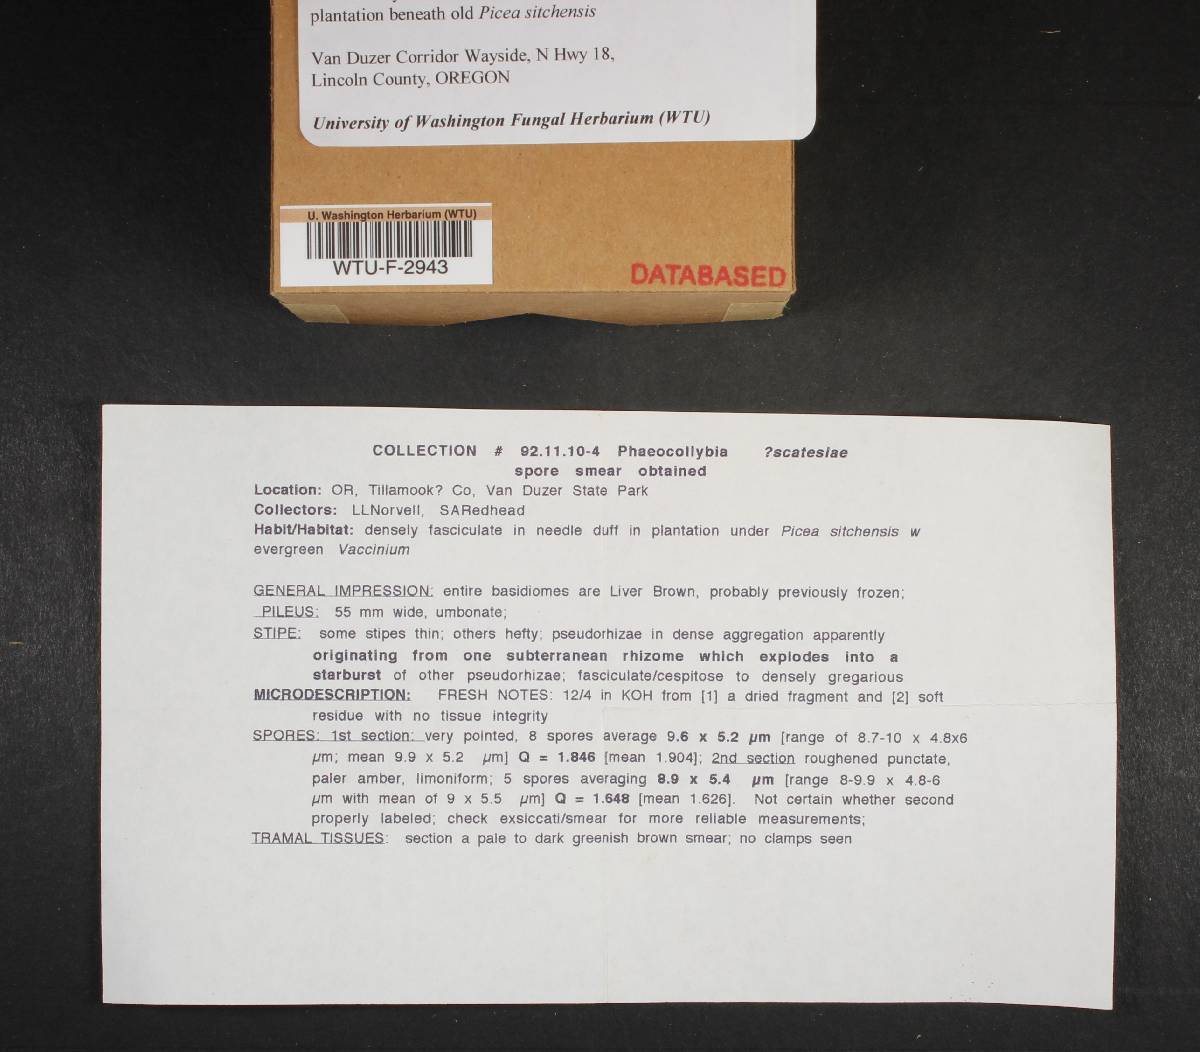 plantation beneath old Picea sitchensis
Van Duzer Corridor Wayside, N Hwy 18,
Lincoln County, OREGON
University of Washington Fungal Herbarium (WTU)
U. Washington Herbarium (WTU)
WTU-F-2943
DATABASED
COLLECTION # 92.11.10-4 Phaeocollybia ?scatesiae
spore smear obtained
Location: OR, Tillamook? Co, Van Duzer State Park
Collectors: LLNorvell, SARedhead
Habit/Habitat: densely fasciculate in needle duff in plantation under Picea sitchensis w
evergreen Vaccinium
GENERAL IMPRESSION: entire basidiomes are Liver Brown, probably previously frozen;
PILEUS: 55 mm wide, umbonate;
STIPE: some stipes thin; others hefty; pseudorhizae in dense aggregation apparently
originating from one subterranean rhizome which explodes into a
starburst of other pseudorhizae; fasciculate/cespitose to densely gregarious
MICRODESCRIPTION: FRESH NOTES: 12/4 in KOH from [1] a dried fragment and [2] soft
residue with no tissue integrity
SPORES: 1st section: very pointed, 8 spores average 9.6 x 5.2 µm [range of 8.7-10 x 4.8x6
µm; mean 9.9 x 5.2 µm] Q = 1.846 [mean 1.904]; 2nd section roughened punctate,
paler amber, limoniform; 5 spores averaging 8.9 x 5.4 µm [range 8-9.9 x 4.8-6
µm with mean of 9 x 5.5 µm] Q = 1.648 [mean 1.626]. Not certain whether second
properly labeled; check exsiccati/smear for more reliable measurements;
TRAMAL TISSUES: section a pale to dark greenish brown smear; no clamps seen